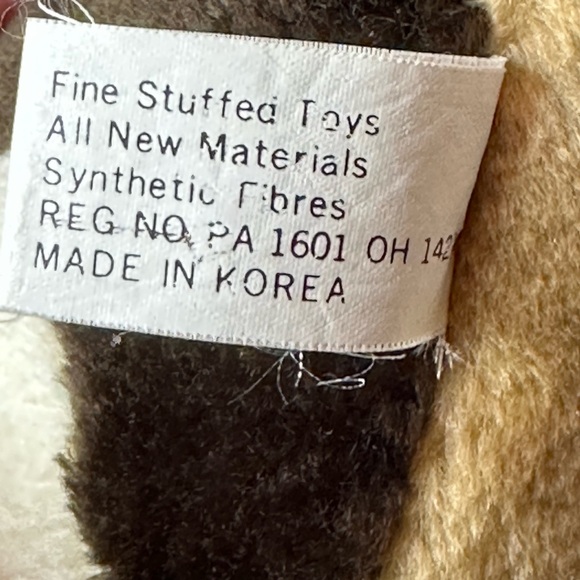 Fine Stuffed Toys
All New Materials
Synthetic Fibres
REG NO. PA 1601 OH 142
MADE IN KOREA